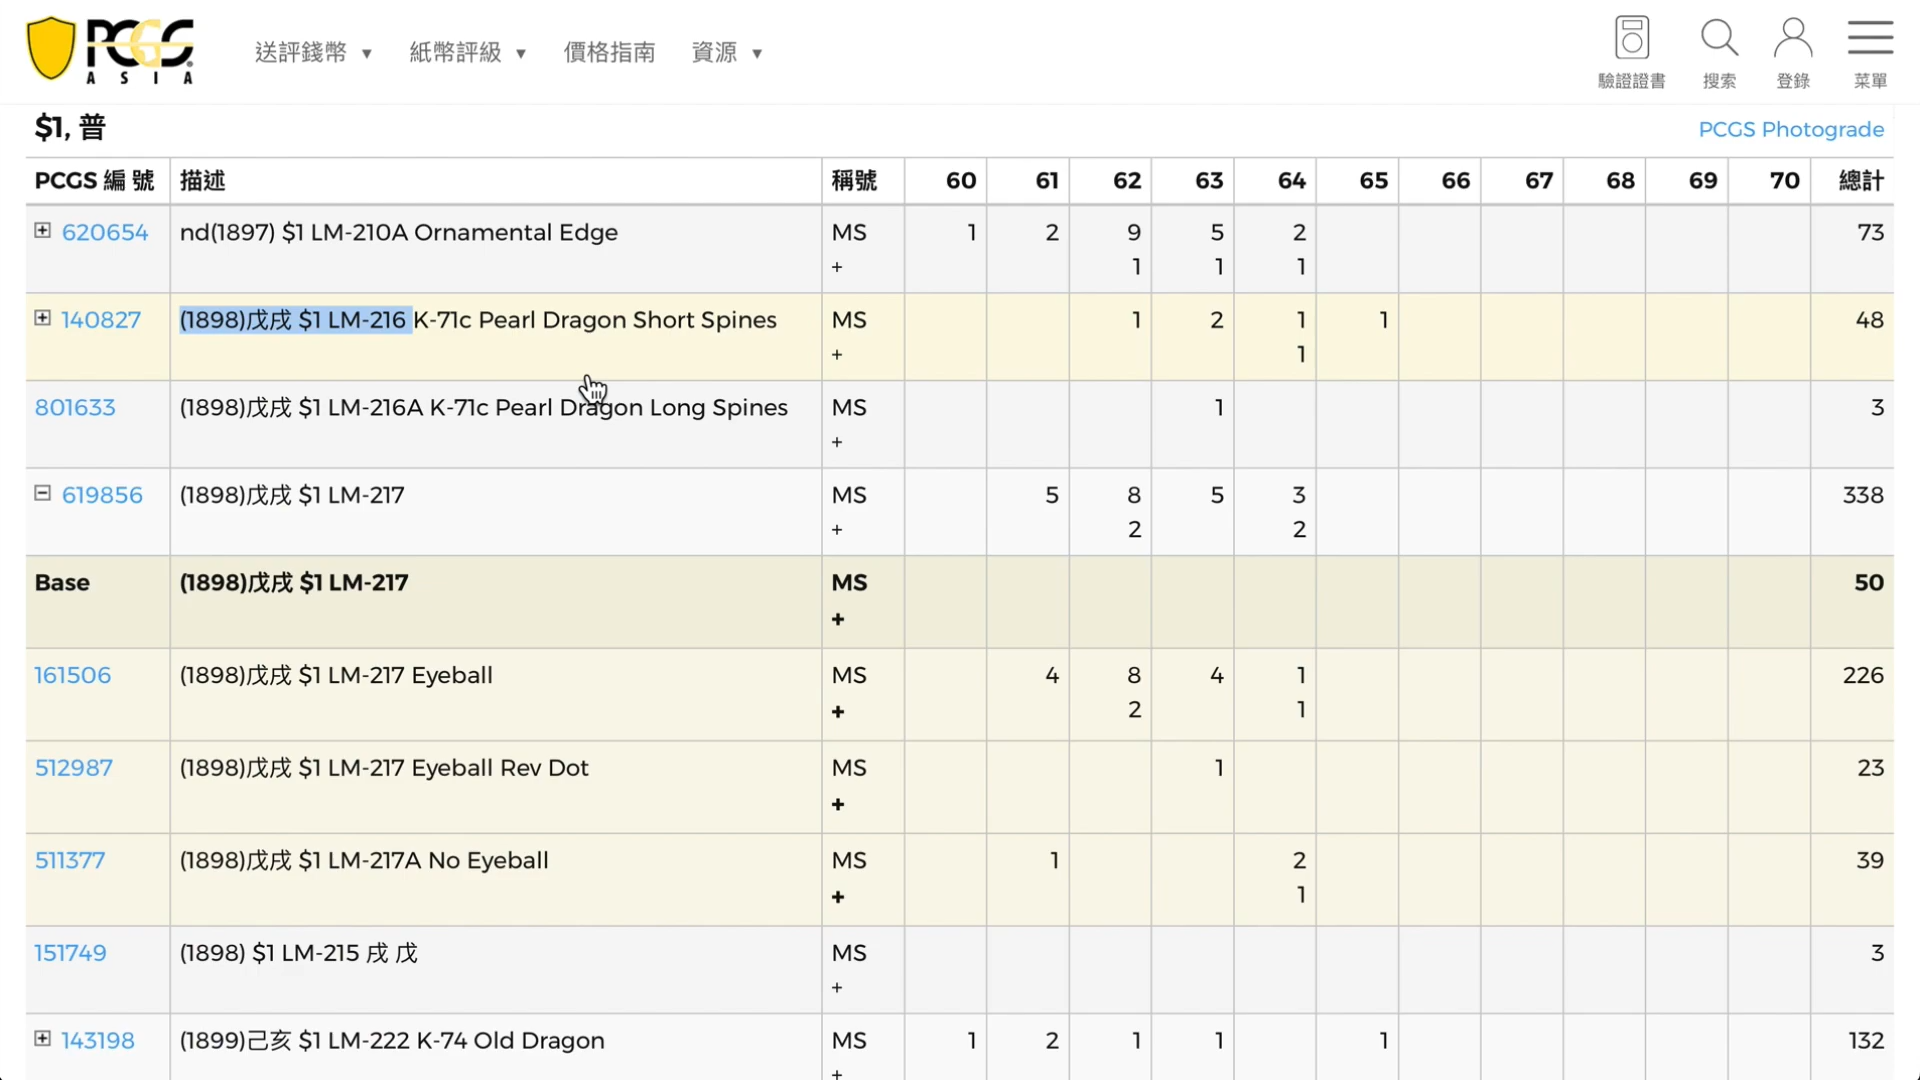 PCGS
ASIA
送評錢幣 ▼ 紙幣評級 ▼ 價格指南 資源 ▼
驗證證書 搜索 登錄 菜單
$1, 普
PCGS Photograde
PCGS 編號 描述 稱號 60 61 62 63 64 65 66 67 68 69 70 總計
620654 nd(1897) $1 LM-210A Ornamental Edge MS 1 2 9 5 2 73
+ 1 1 1
140827 (1898)戊戌 $1 LM-216 K-71c Pearl Dragon Short Spines MS 1 2 1 1 48
+ 1
801633 (1898)戊戌 $1 LM-216A K-71c Pearl Dragon Long Spines MS 1 3
+
619856 (1898)戊戌 $1 LM-217 MS 5 8 5 3 338
+ 2 2
Base (1898)戊戌 $1 LM-217 MS 50
+
161506 (1898)戊戌 $1 LM-217 Eyeball MS 4 8 4 1 226
+ 2 1
512987 (1898)戊戌 $1 LM-217 Eyeball Rev Dot MS 1 23
+
511377 (1898)戊戌 $1 LM-217A No Eyeball MS 1 2 39
+ 1
151749 (1898) $1 LM-215 戌 戊 MS 3
+
143198 (1899)己亥 $1 LM-222 K-74 Old Dragon MS 1 2 1 1 1 132
+